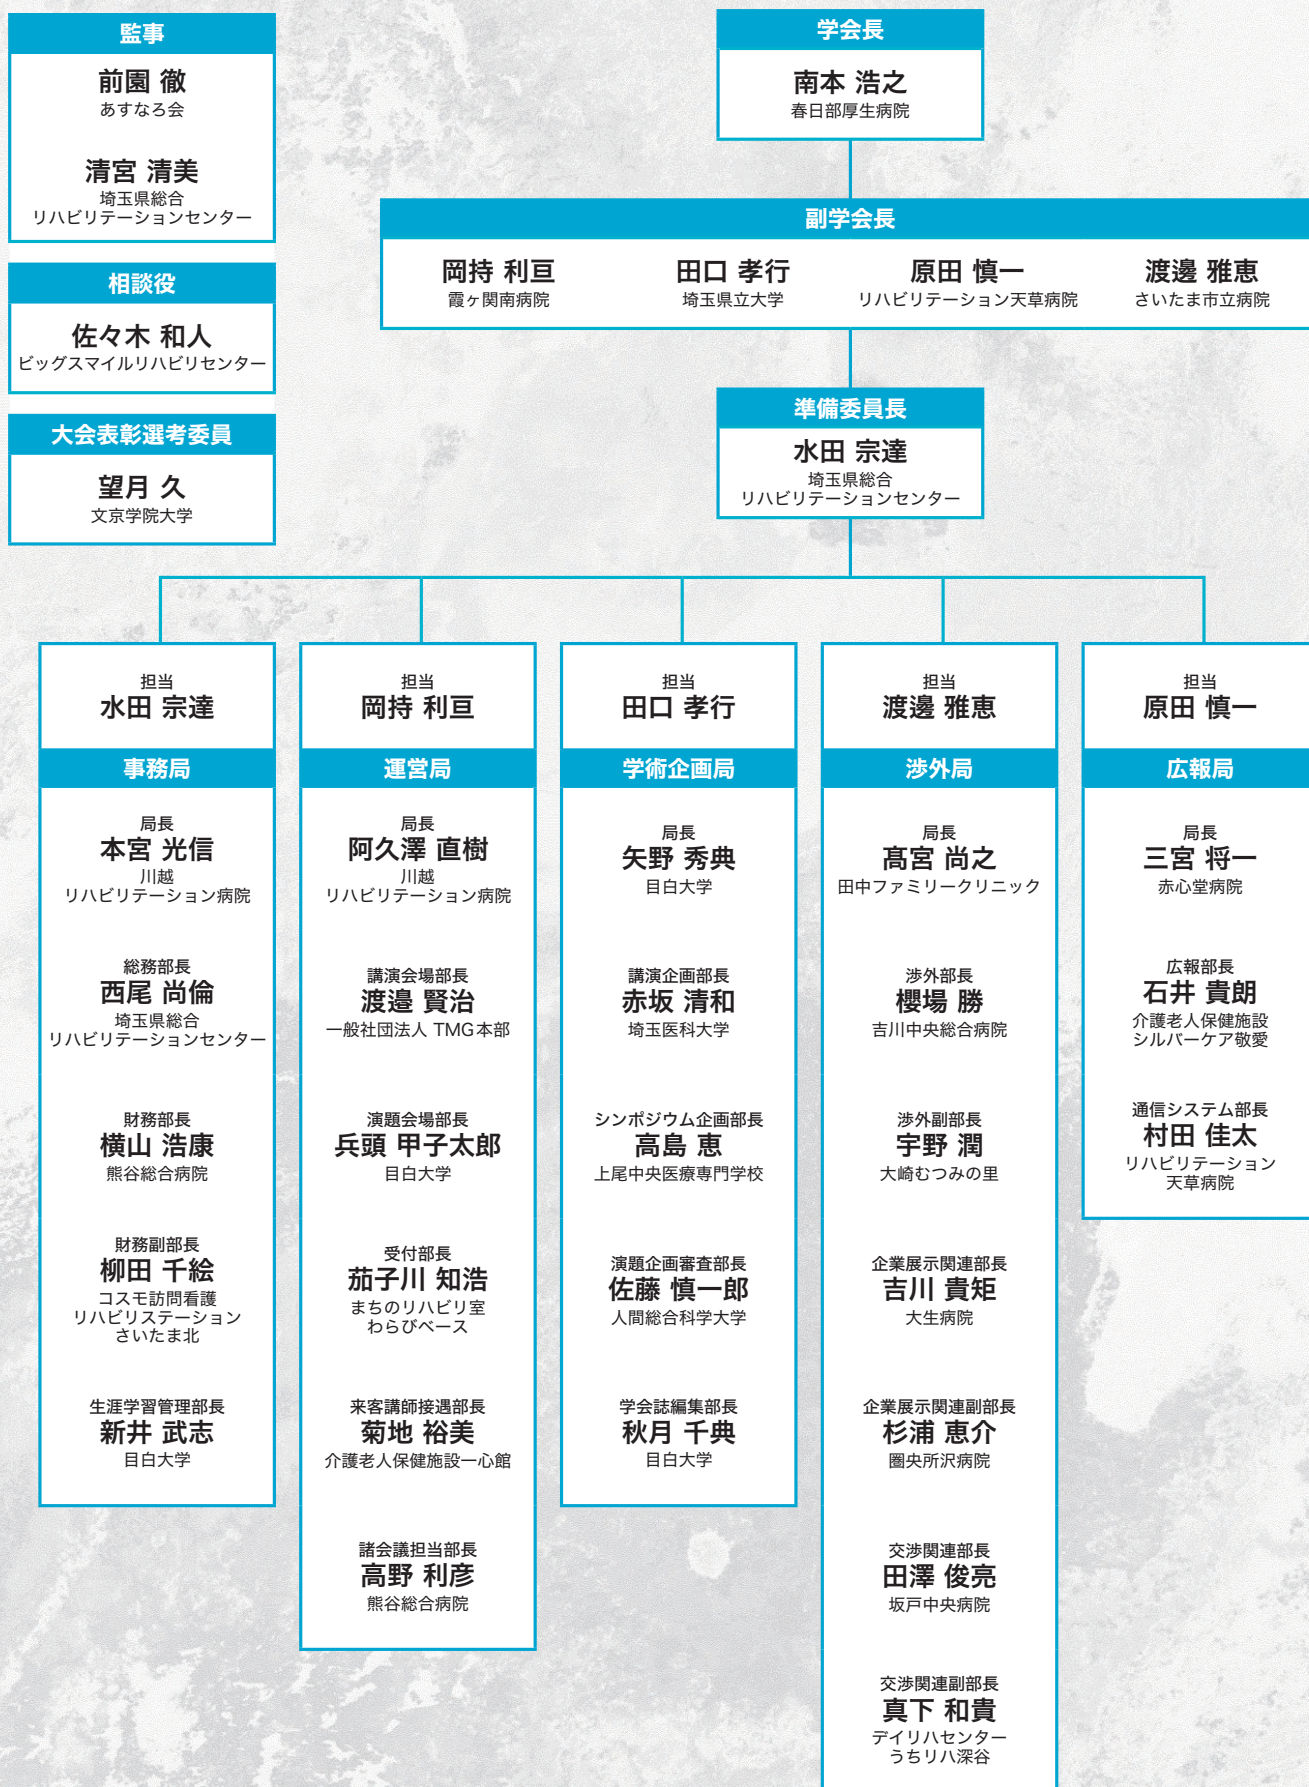 監事
前園 徹
あすなろ会
清宮 清美
埼玉県総合
リハビリテーションセンター
相談役
佐々木 和人
ビッグスマイルリハビリセンター
大会表彰選考委員
望月 久
文京学院大学
学会長
南本 浩之
春日部厚生病院
副学会長
岡持 利亘
霞ヶ関南病院
田口 孝行
埼玉県立大学
原田 慎一
リハビリテーション天草病院
渡邊 雅恵
さいたま市立病院
準備委員長
水田 宗達
埼玉県総合
リハビリテーションセンター
担当
水田 宗達
事務局
局長
本宮 光信
川越
リハビリテーション病院
総務部長
西尾 尚倫
埼玉県総合
リハビリテーションセンター
財務部長
横山 浩康
熊谷総合病院
財務副部長
柳田 千絵
コスモ訪問看護
リハビリステーション
さいたま北
生涯学習管理部長
新井 武志
目白大学
担当
岡持 利亘
運営局
局長
阿久澤 直樹
川越
リハビリテーション病院
講演会場部長
渡邉 賢治
一般社団法人 TMG本部
演題会場部長
兵頭 甲子太郎
目白大学
受付部長
茄子川 知浩
まちのリハビリ室
わらびベース
来客講師接遇部長
菊地 裕美
介護老人保健施設一心館
諸会議担当部長
高野 利彦
熊谷総合病院
担当
田口 孝行
学術企画局
局長
矢野 秀典
目白大学
講演企画部長
赤坂 清和
埼玉医科大学
シンポジウム企画部長
高島 恵
上尾中央医療専門学校
演題企画審査部長
佐藤 慎一郎
人間総合科学大学
学会誌編集部長
秋月 千典
目白大学
担当
渡邊 雅恵
渉外局
局長
髙宮 尚之
田中ファミリークリニック
渉外部長
櫻場 勝
吉川中央総合病院
渉外副部長
宇野 潤
大崎むつみの里
企業展示関連部長
吉川 貴矩
大生病院
企業展示関連副部長
杉浦 恵介
圏央所沢病院
交渉関連部長
田澤 俊亮
坂戸中央病院
交渉関連副部長
真下 和貴
デイリハセンター
うちリハ深谷
担当
原田 慎一
広報局
局長
三宮 将一
赤心堂病院
広報部長
石井 貴朗
介護老人保健施設
シルバーケア敬愛
通信システム部長
村田 佳太
リハビリテーション
天草病院